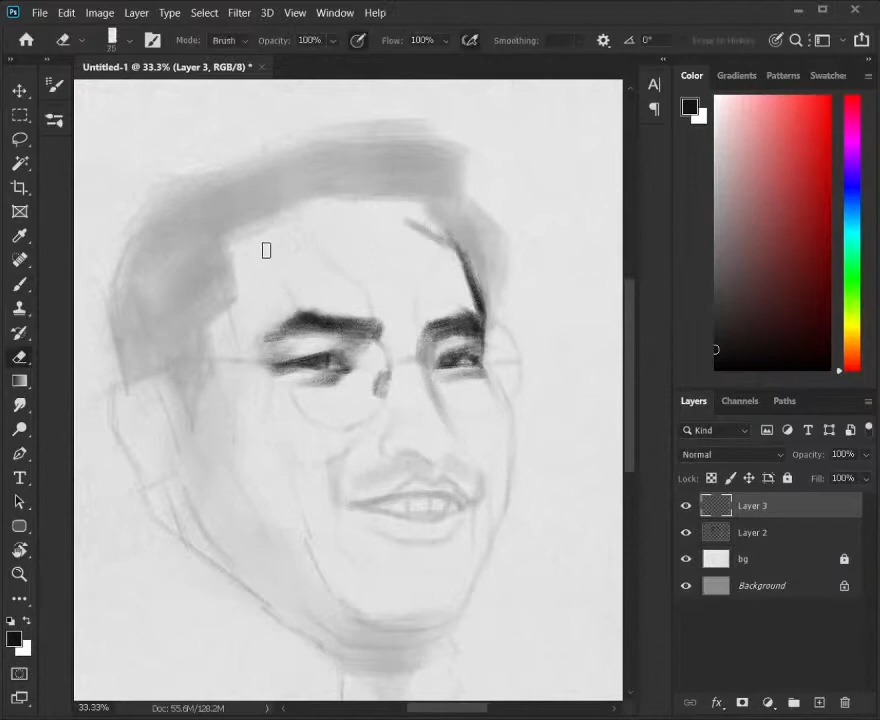 Ps File Edit Image Layer Type Select Filter 3D View Window Help
25 Mode: Brush Opacity: 100% Flow: 100% Smoothing: 0° Erase to History
Untitled-1 @ 33.3% (Layer 3, RGB/8) *
Color Gradients Patterns Swatches
Layers Channels Paths
Kind
Normal Opacity: 100%
Lock: Fill: 100%
Layer 3
Layer 2
bg
Background
33.33% Doc: 55.6M/128.2M
fx